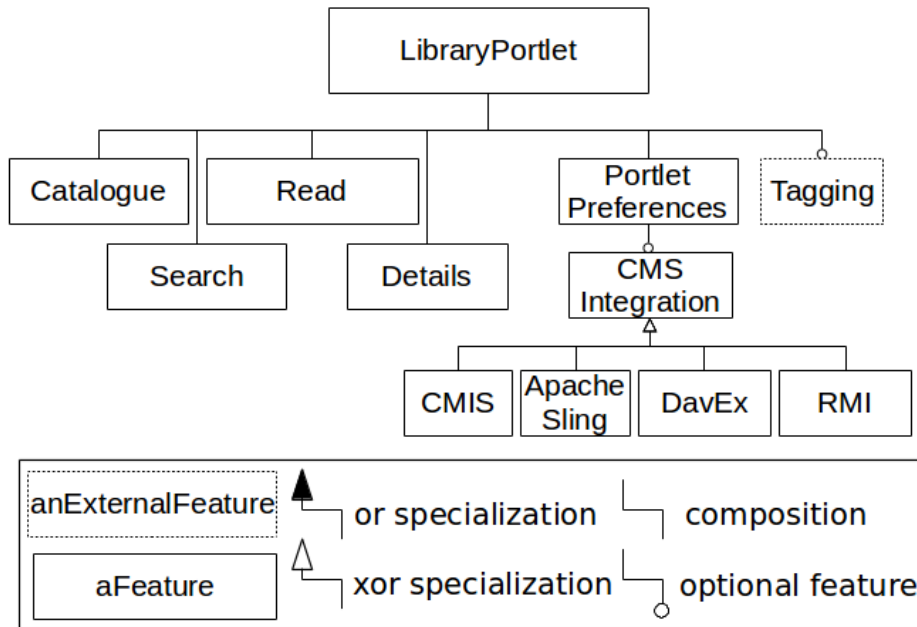 LibraryPortlet
Catalogue
Read
Portlet
Preferences
Tagging
Search
Details
CMS
Integration
CMIS
Apache
Sling
DavEx
RMI
anExternalFeature
or specialization
composition
aFeature
xor specialization
optional feature